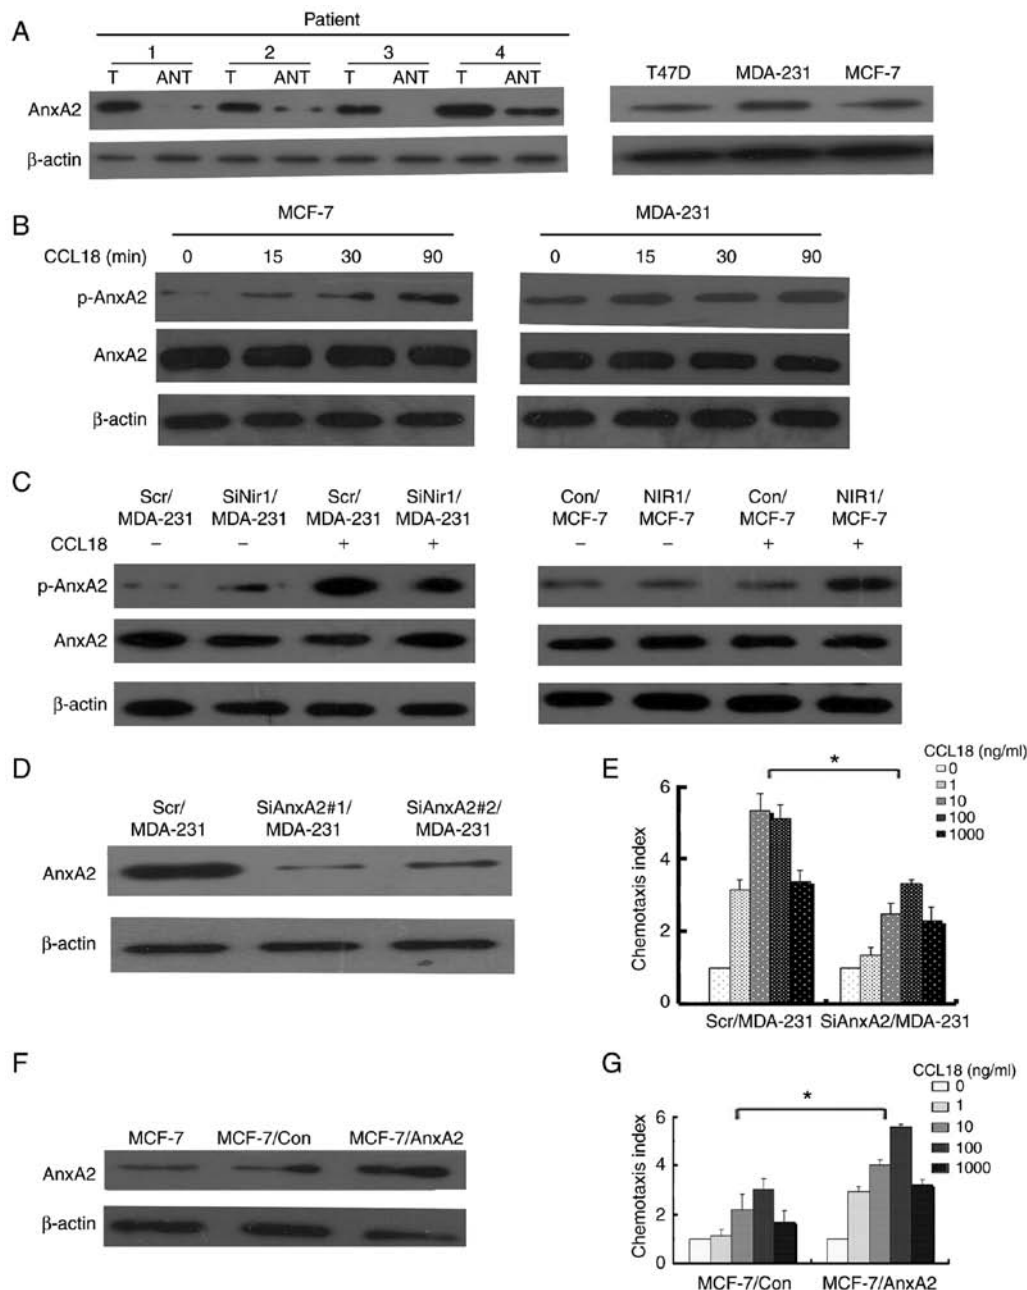 A
Patient
1 2 3 4
T ANT T ANT T ANT T ANT
AnxA2
β-actin
T47D MDA-231 MCF-7
B
MCF-7
CCL18 (min) 0 15 30 90
p-AnxA2
AnxA2
β-actin
MDA-231
0 15 30 90
C
Scr/ SiNir1/ Scr/ SiNir1/
MDA-231 MDA-231 MDA-231 MDA-231
CCL18 – – + +
p-AnxA2
AnxA2
β-actin
Con/ NIR1/ Con/ NIR1/
MCF-7 MCF-7 MCF-7 MCF-7
– – + +
D
Scr/ SiAnxA2#1/ SiAnxA2#2/
MDA-231 MDA-231 MDA-231
AnxA2
β-actin
E
CCL18 (ng/ml)
0
1
10
100
1000
*
Chemotaxis index
6
4
2
0
Scr/MDA-231 SiAnxA2/MDA-231
F
MCF-7 MCF-7/Con MCF-7/AnxA2
AnxA2
β-actin
G
CCL18 (ng/ml)
0
1
10
100
1000
*
Chemotaxis index
6
4
2
0
MCF-7/Con MCF-7/AnxA2